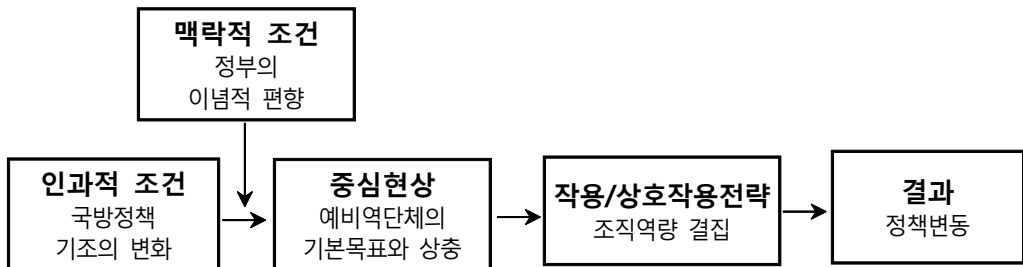 맥락적 조건
정부의
이념적 편향
인과적 조건
국방정책
기조의 변화
중심현상
예비역단체의
기본목표와 상충
작용/상호작용전략
조직역량 결집
결과
정책변동